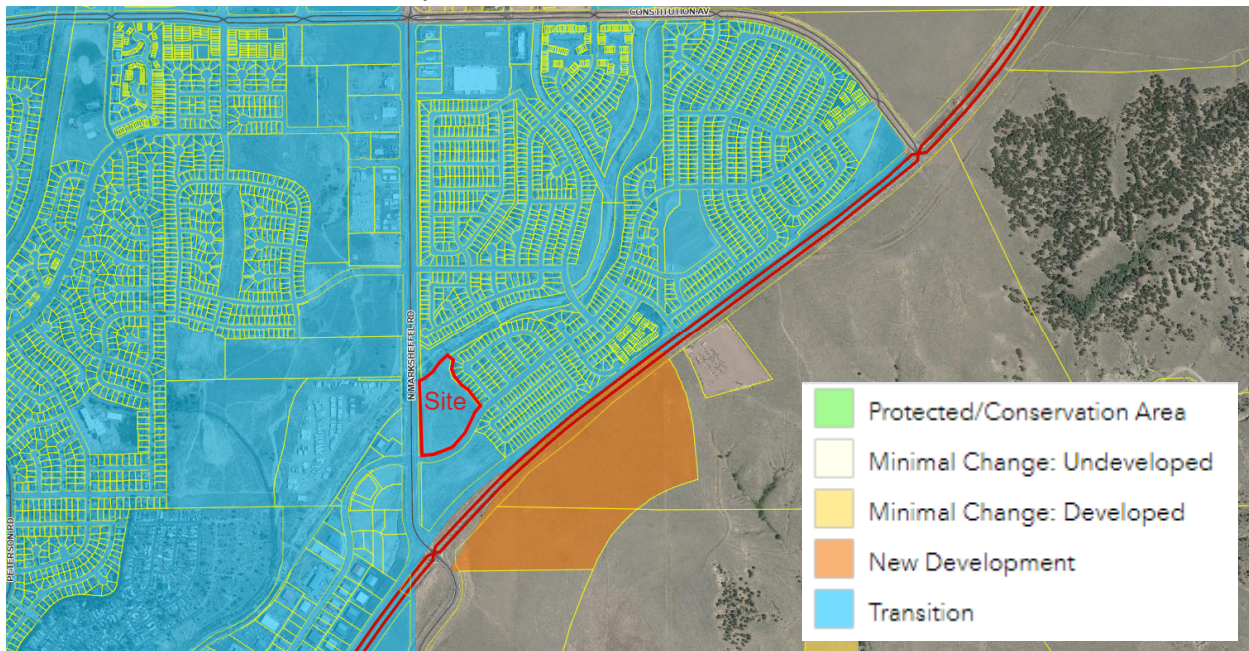 CONSTITUTION AV
N MARKSHEFFEL RD
Site
PETERSON RD
Protected/Conservation Area
Minimal Change: Undeveloped
Minimal Change: Developed
New Development
Transition